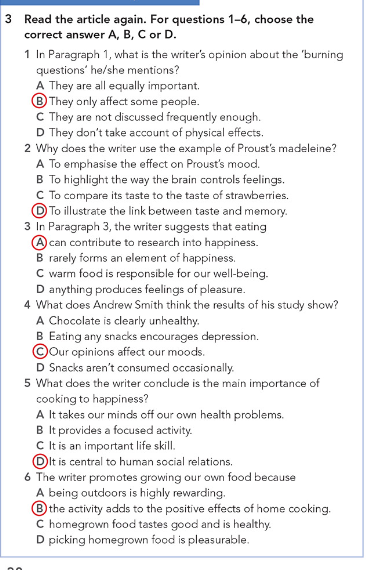 3 Read the article again. For questions 1–6, choose the
correct answer A, B, C or D.
1 In Paragraph 1, what is the writer's opinion about the 'burning
questions' he/she mentions?
A They are all equally important.
B They only affect some people.
C They are not discussed frequently enough.
D They don't take account of physical effects.
2 Why does the writer use the example of Proust's madeleine?
A To emphasise the effect on Proust's mood.
B To highlight the way the brain controls feelings.
C To compare its taste to the taste of strawberries.
D To illustrate the link between taste and memory.
3 In Paragraph 3, the writer suggests that eating
A can contribute to research into happiness.
B rarely forms an element of happiness.
C warm food is responsible for our well-being.
D anything produces feelings of pleasure.
4 What does Andrew Smith think the results of his study show?
A Chocolate is clearly unhealthy.
B Eating any snacks encourages depression.
C Our opinions affect our moods.
D Snacks aren't consumed occasionally.
5 What does the writer conclude is the main importance of
cooking to happiness?
A It takes our minds off our own health problems.
B It provides a focused activity.
C It is an important life skill.
D It is central to human social relations.
6 The writer promotes growing our own food because
A being outdoors is highly rewarding.
B the activity adds to the positive effects of home cooking.
C homegrown food tastes good and is healthy.
D picking homegrown food is pleasurable.